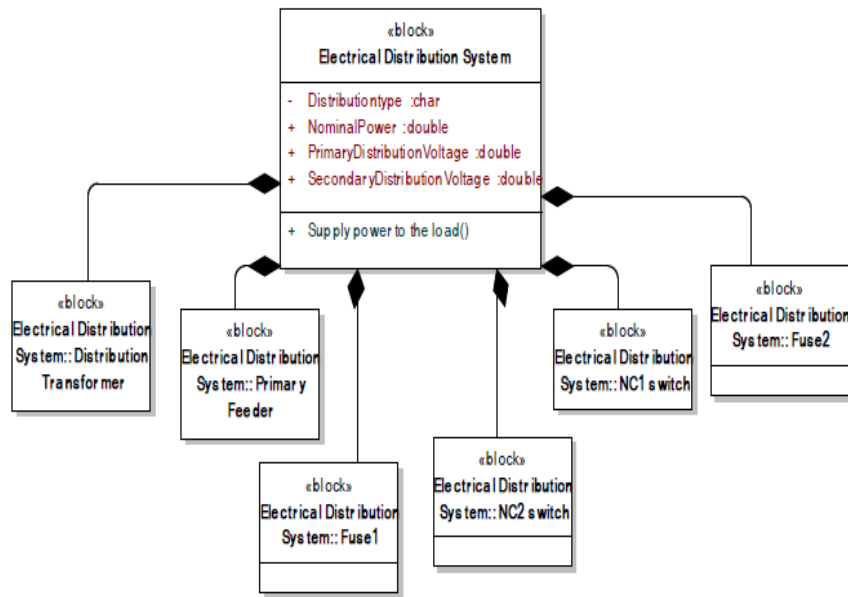 «block»
Electrical Distribution System
- Distributiontype :char
+ NominalPower :double
+ PrimaryDistributionVoltage :double
+ SecondaryDistributionVoltage :double
+ Supply power to the load()
«block»
Electrical Distribution
System:: Distribution
Transformer
«block»
Electrical Distribution
System:: Primary
Feeder
«block»
Electrical Distribution
System:: Fuse1
«block»
Electrical Distribution
System:: NC2 switch
«block»
Electrical Distribution
System:: NC1 switch
«block»
Electrical Distribution
System:: Fuse2